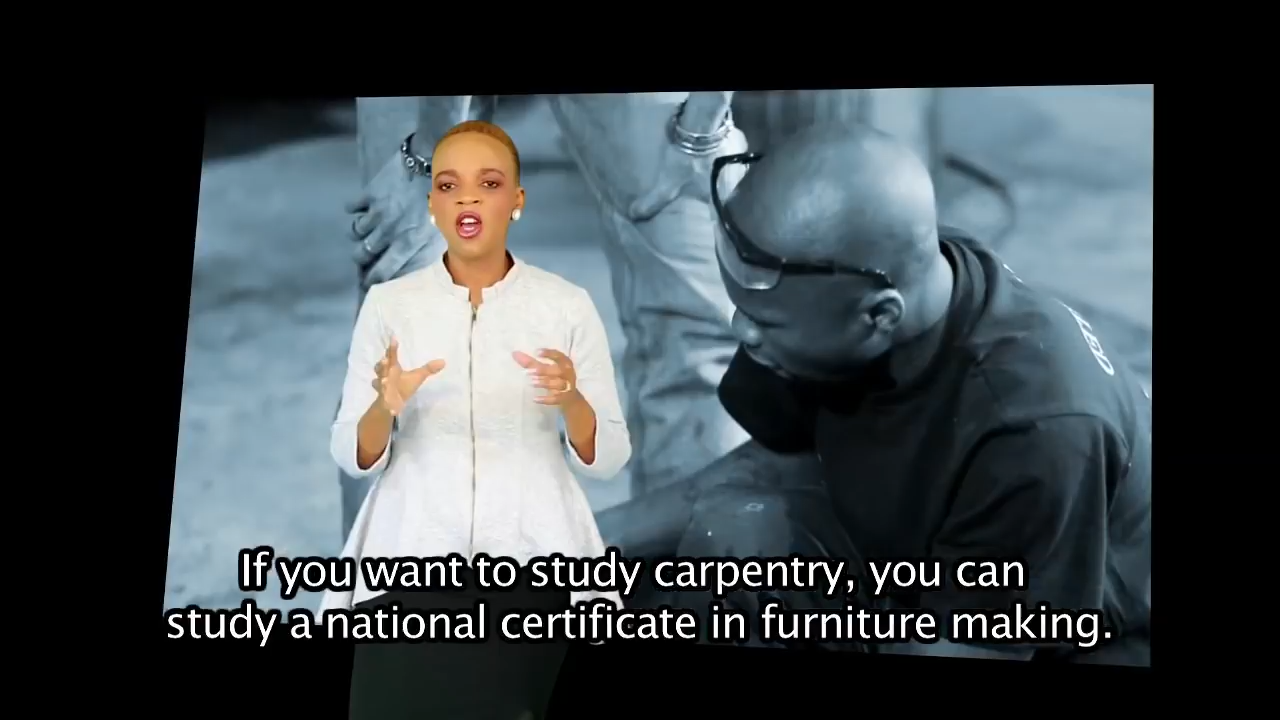 If you want to study carpentry, you can
study a national certificate in furniture making.